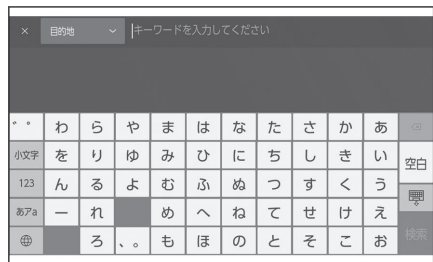 × 目的地 キーワードを入力してください
゛゜ わ ら や ま は な た さ か あ
小文字 を り ゆ み ひ に ち し き い 空白
123 ん る よ む ふ ぬ つ す く う
あアa ー れ め へ ね て せ け え
ろ 、。 も ほ の と そ こ お 検索